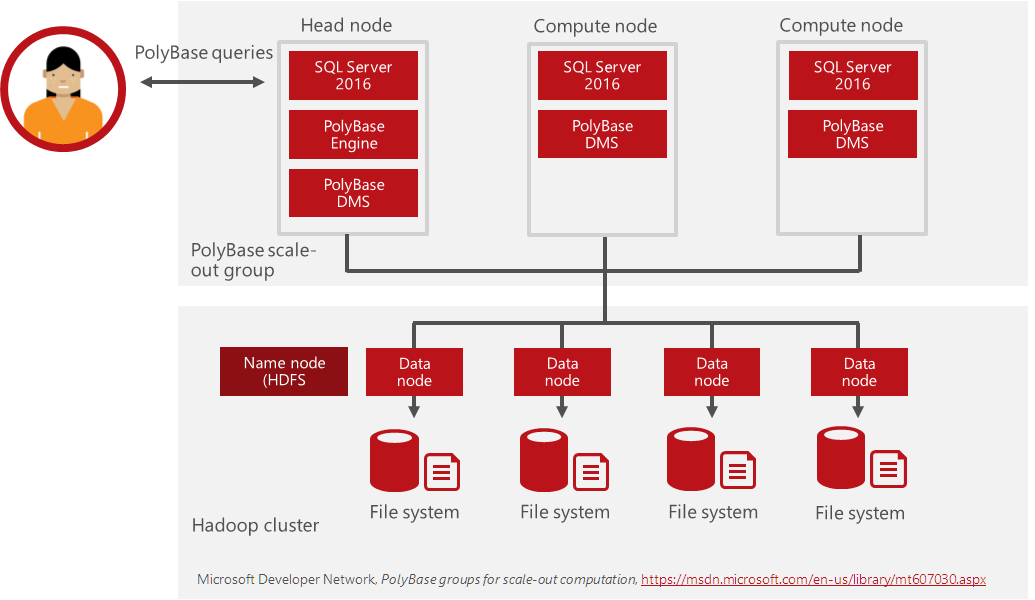 Head node
Compute node
Compute node
PolyBase queries
SQL Server
2016
SQL Server
2016
SQL Server
2016
PolyBase
Engine
PolyBase
DMS
PolyBase
DMS
PolyBase
DMS
PolyBase scale-
out group
Name node
(HDFS
Data
node
Data
node
Data
node
Data
node
File system
File system
File system
File system
Hadoop cluster
Microsoft Developer Network, PolyBase groups for scale-out computation, https://msdn.microsoft.com/en-us/library/mt607030.aspx